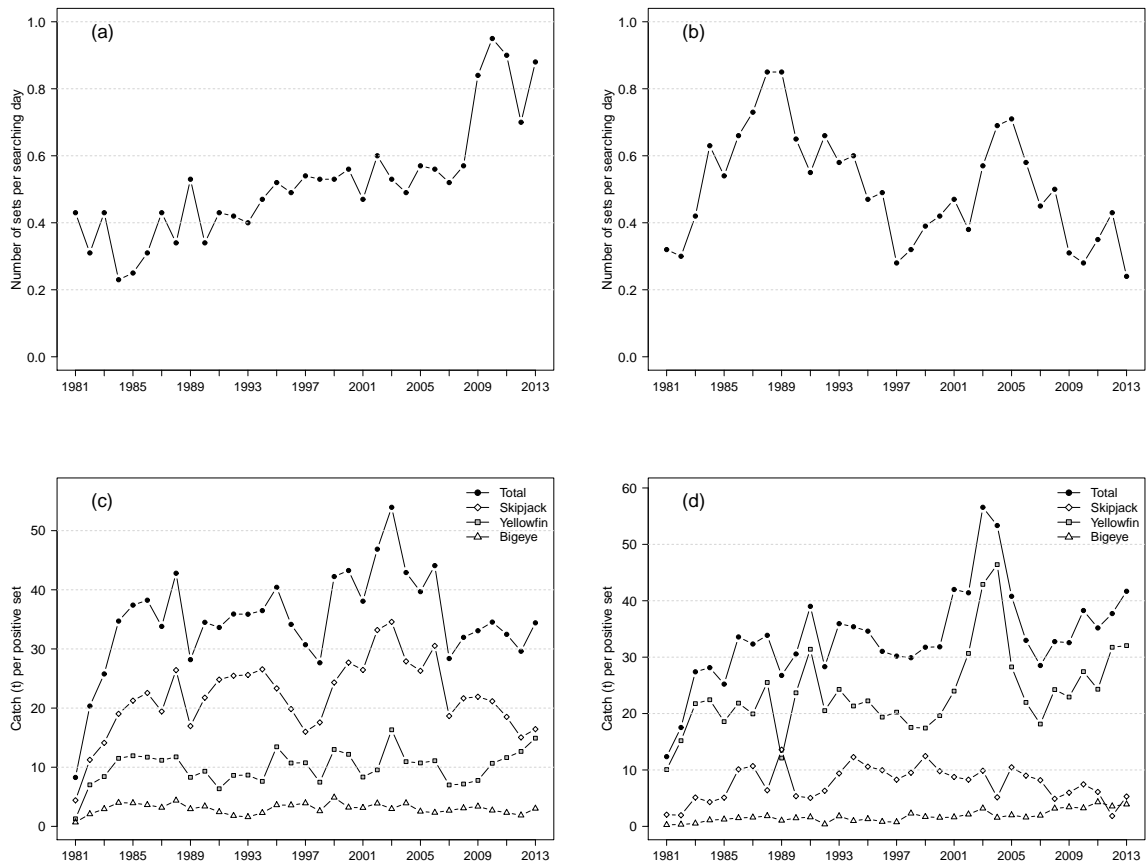 (a)
Number of sets per searching day
1.0
0.8
0.6
0.4
0.2
0.0
1981 1985 1989 1993 1997 2001 2005 2009 2013
(b)
Number of sets per searching day
1.0
0.8
0.6
0.4
0.2
0.0
1981 1985 1989 1993 1997 2001 2005 2009 2013
(c)
Total
Skipjack
Yellowfin
Bigeye
Catch (t) per positive set
50
40
30
20
10
0
1981 1985 1989 1993 1997 2001 2005 2009 2013
(d)
Total
Skipjack
Yellowfin
Bigeye
Catch (t) per positive set
60
50
40
30
20
10
0
1981 1985 1989 1993 1997 2001 2005 2009 2013